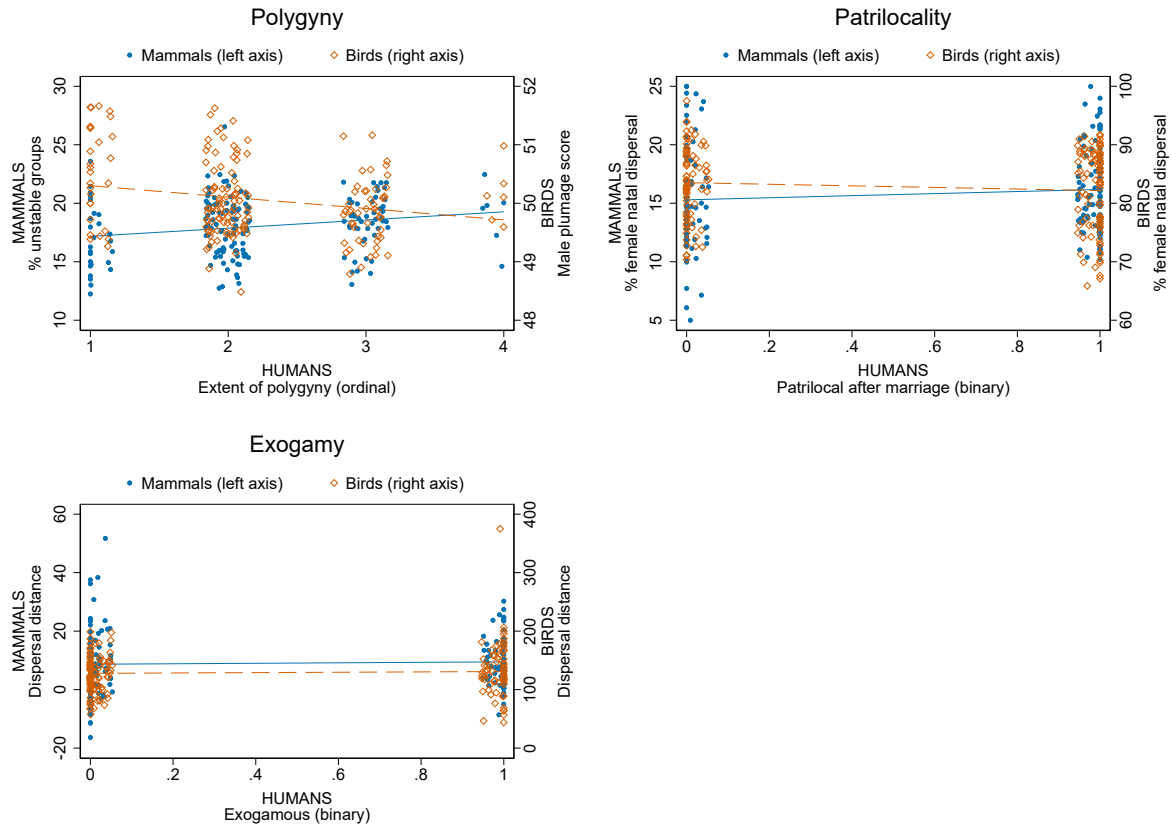 Polygyny
Mammals (left axis) Birds (right axis)
MAMMALS
% unstable groups
30
25
20
15
10
52
51
50
49
48
BIRDS
Male plumage score
1 2 3 4
HUMANS
Extent of polygyny (ordinal)
Patrilocality
Mammals (left axis) Birds (right axis)
MAMMALS
% female natal dispersal
25
20
15
10
5
100
90
80
70
60
BIRDS
% female natal dispersal
0 .2 .4 .6 .8 1
HUMANS
Patrilocal after marriage (binary)
Exogamy
Mammals (left axis) Birds (right axis)
MAMMALS
Dispersal distance
60
40
20
0
-20
400
300
200
100
0
BIRDS
Dispersal distance
0 .2 .4 .6 .8 1
HUMANS
Exogamous (binary)